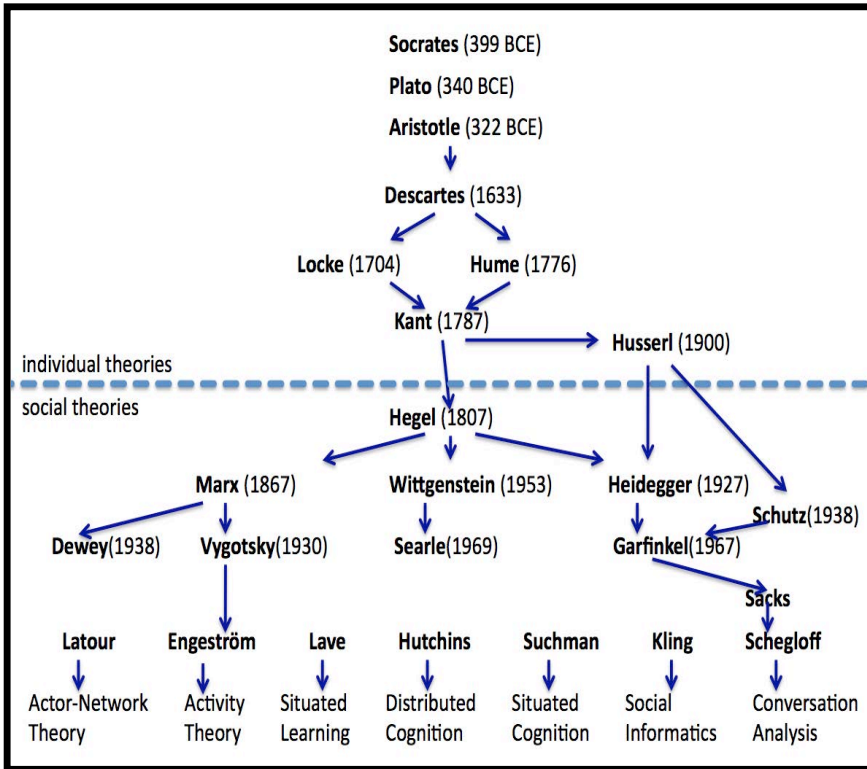 Socrates (399 BCE)
Plato (340 BCE)
Aristotle (322 BCE)
Descartes (1633)
Locke (1704) Hume (1776)
Kant (1787)
Husserl (1900)
individual theories
social theories
Hegel (1807)
Marx (1867) Wittgenstein (1953) Heidegger (1927)
Schutz(1938)
Dewey(1938) Vygotsky(1930) Searle(1969) Garfinkel(1967)
Sacks
Latour Engeström Lave Hutchins Suchman Kling Schegloff
Actor-Network Activity Situated Distributed Situated Social Conversation
Theory Theory Learning Cognition Cognition Informatics Analysis